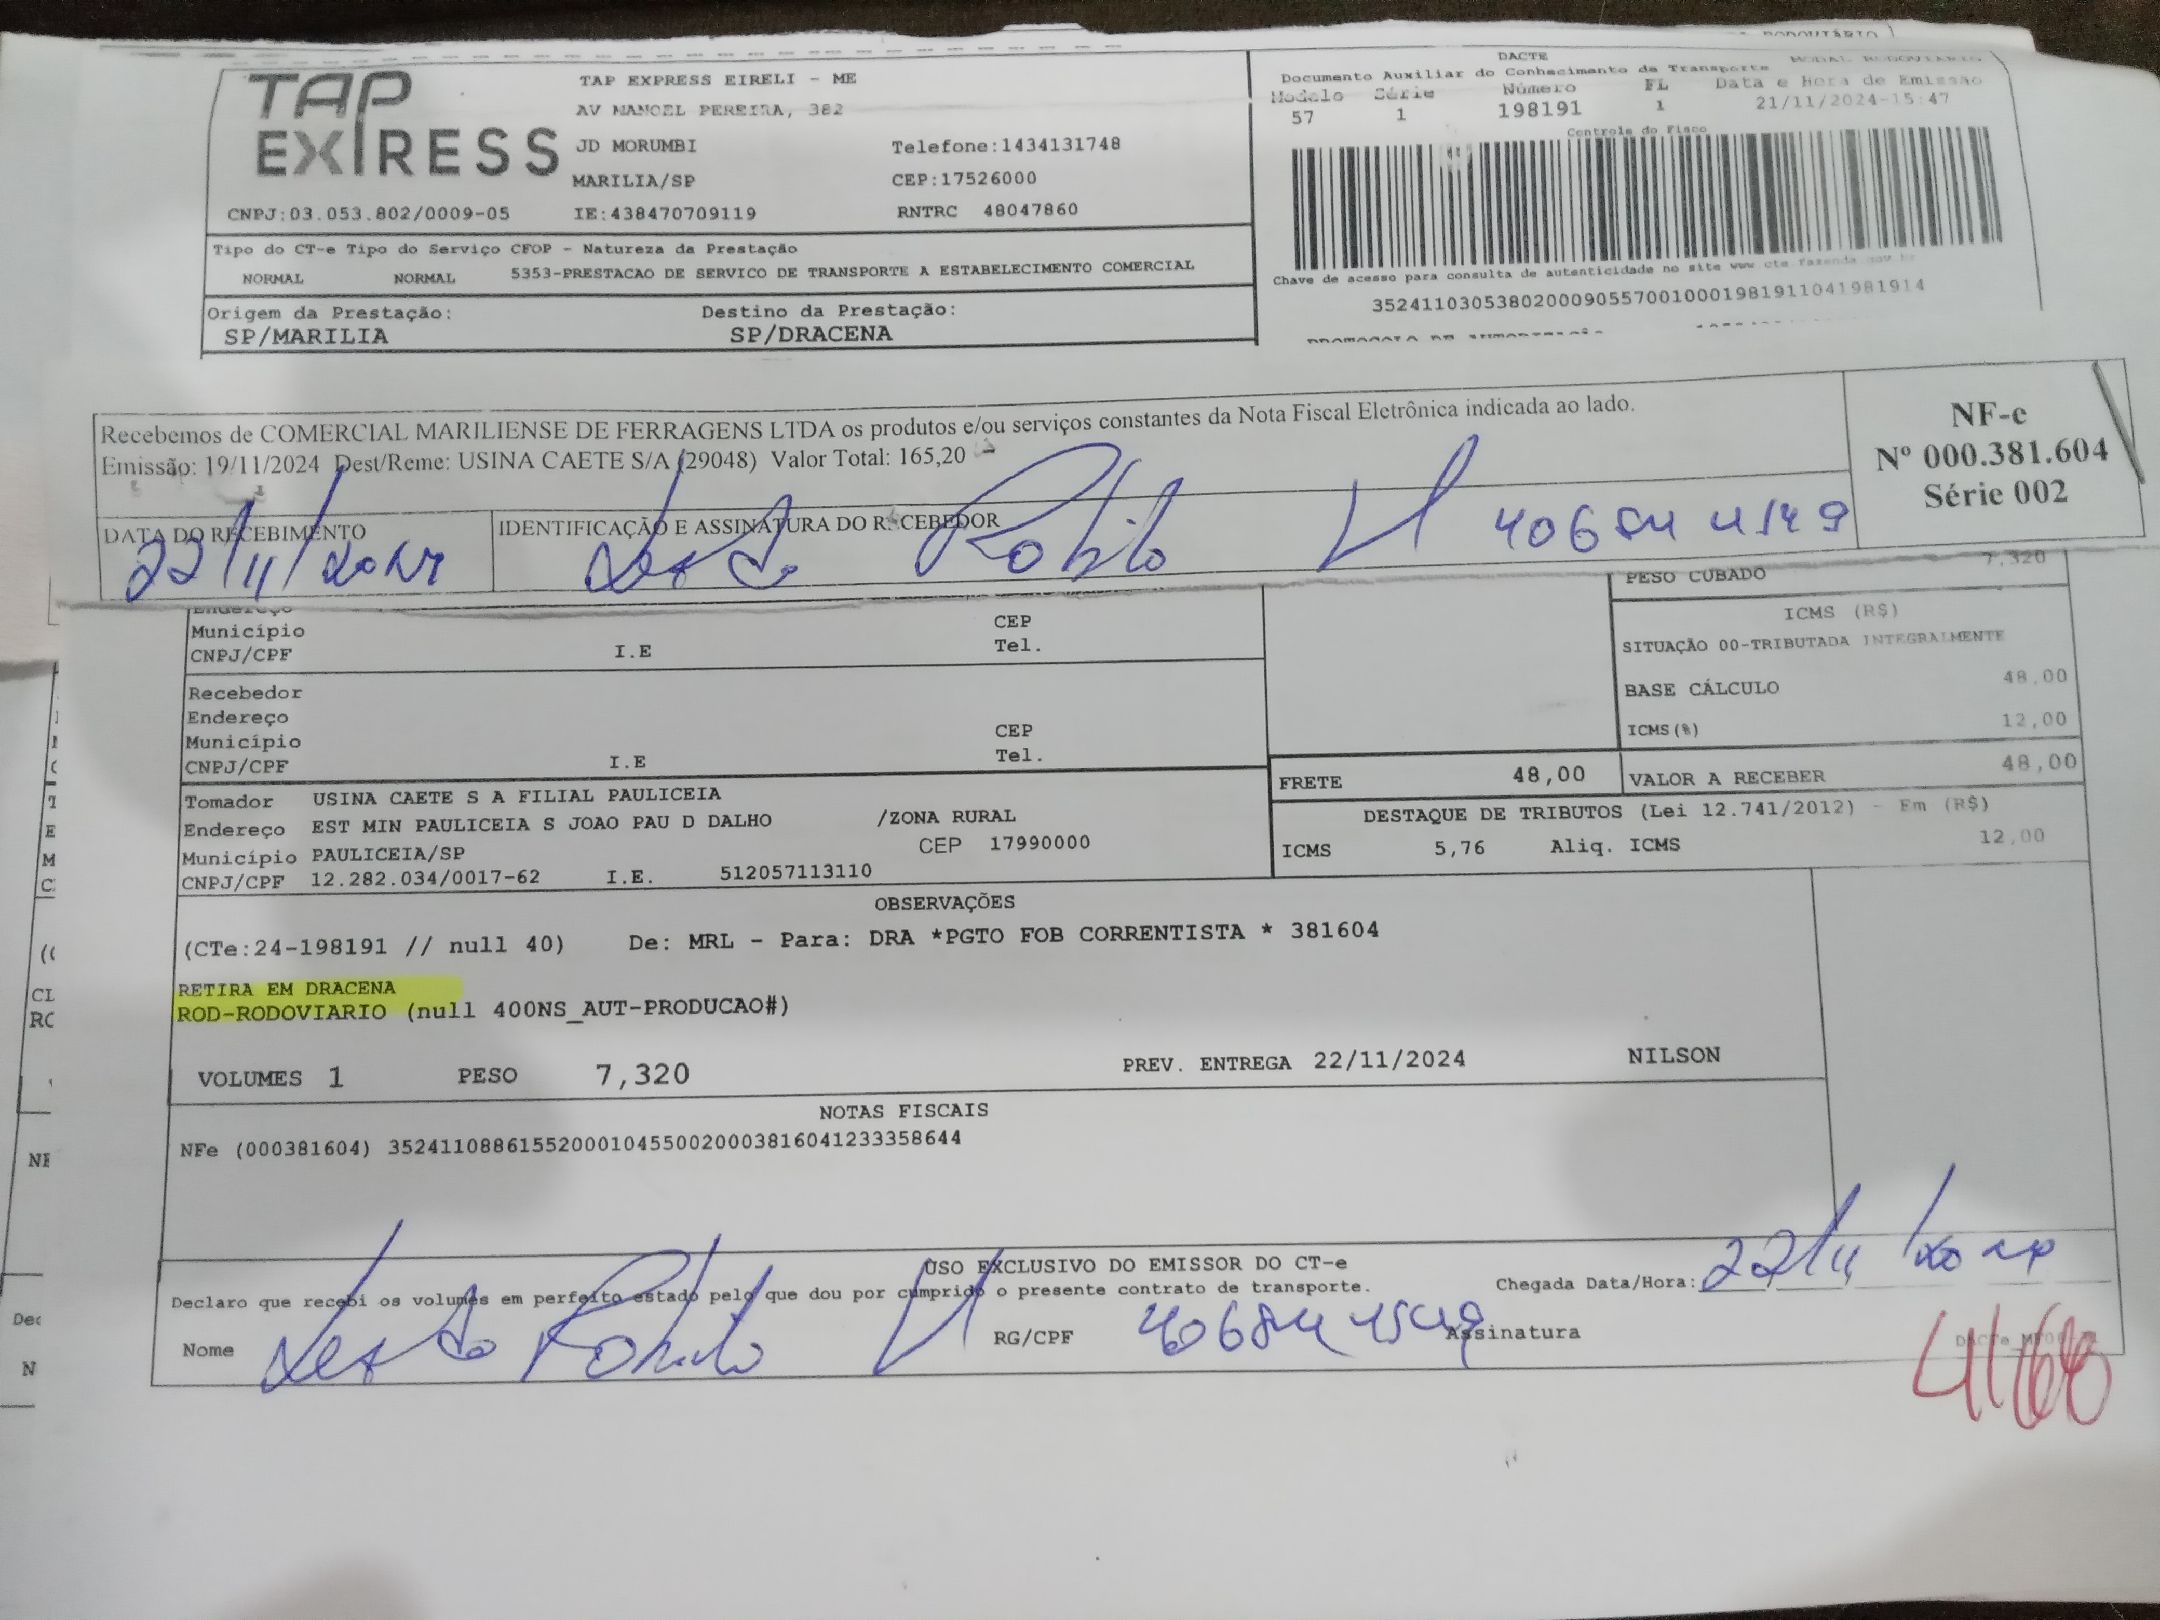 TAP EXPRESS
TAP EXPRESS EIRELI - ME
AV MANOEL PEREIRA, 382
JD MORUMBI Telefone:1434131748
MARILIA/SP CEP:17526000
CNPJ:03.053.802/0009-05 IE:438470709119 RNTRC 48047860
DACTE
Documento Auxiliar do Conhecimento de Transporte MODAL RODOVIARIO
Modelo Série Número FL Data e Hora de Emissão
57 1 198191 1 21/11/2024-15:47
Controle do Fisco
Chave de acesso para consulta de autenticidade no site www.cte.fazenda.gov.br
35241103053802000905570010001981911041981914
Tipo do CT-e Tipo do Serviço CFOP - Natureza da Prestação
NORMAL NORMAL 5353-PRESTACAO DE SERVICO DE TRANSPORTE A ESTABELECIMENTO COMERCIAL
Origem da Prestação: Destino da Prestação:
SP/MARILIA SP/DRACENA
Recebemos de COMERCIAL MARILIENSE DE FERRAGENS LTDA os produtos e/ou serviços constantes da Nota Fiscal Eletrônica indicada ao lado.
Emissão: 19/11/2024 Dest/Reme: USINA CAETE S/A (29048) Valor Total: 165,20
NF-e
Nº 000.381.604
Série 002
DATA DO RECEBIMENTO IDENTIFICAÇÃO E ASSINATURA DO RECEBEDOR
22/11/2024
PESO CUBADO 7,320
Endereço
Município CEP
CNPJ/CPF I.E Tel.
Recebedor
Endereço
Município CEP
CNPJ/CPF I.E Tel.
ICMS (R$)
SITUAÇÃO 00-TRIBUTADA INTEGRALMENTE
BASE CÁLCULO 48,00
ICMS(%) 12,00
FRETE 48,00 VALOR A RECEBER 48,00
DESTAQUE DE TRIBUTOS (Lei 12.741/2012) - Em (R$)
ICMS 5,76 Aliq. ICMS 12,00
Tomador USINA CAETE S A FILIAL PAULICEIA
Endereço EST MIN PAULICEIA S JOAO PAU D DALHO /ZONA RURAL
Município PAULICEIA/SP CEP 17990000
CNPJ/CPF 12.282.034/0017-62 I.E. 512057113110
OBSERVAÇÕES
(CTe:24-198191 // null 40) De: MRL - Para: DRA *PGTO FOB CORRENTISTA * 381604
RETIRA EM DRACENA
ROD-RODOVIARIO (null 400NS_AUT-PRODUCAO#)
VOLUMES 1 PESO 7,320 PREV. ENTREGA 22/11/2024 NILSON
NOTAS FISCAIS
NFe (000381604) 35241108861552000104550020003816041233358644
USO EXCLUSIVO DO EMISSOR DO CT-e
Declaro que recebi os volumes em perfeito estado pelo que dou por cumprido o presente contrato de transporte. Chegada Data/Hora: 22/11
Nome RG/CPF Assinatura